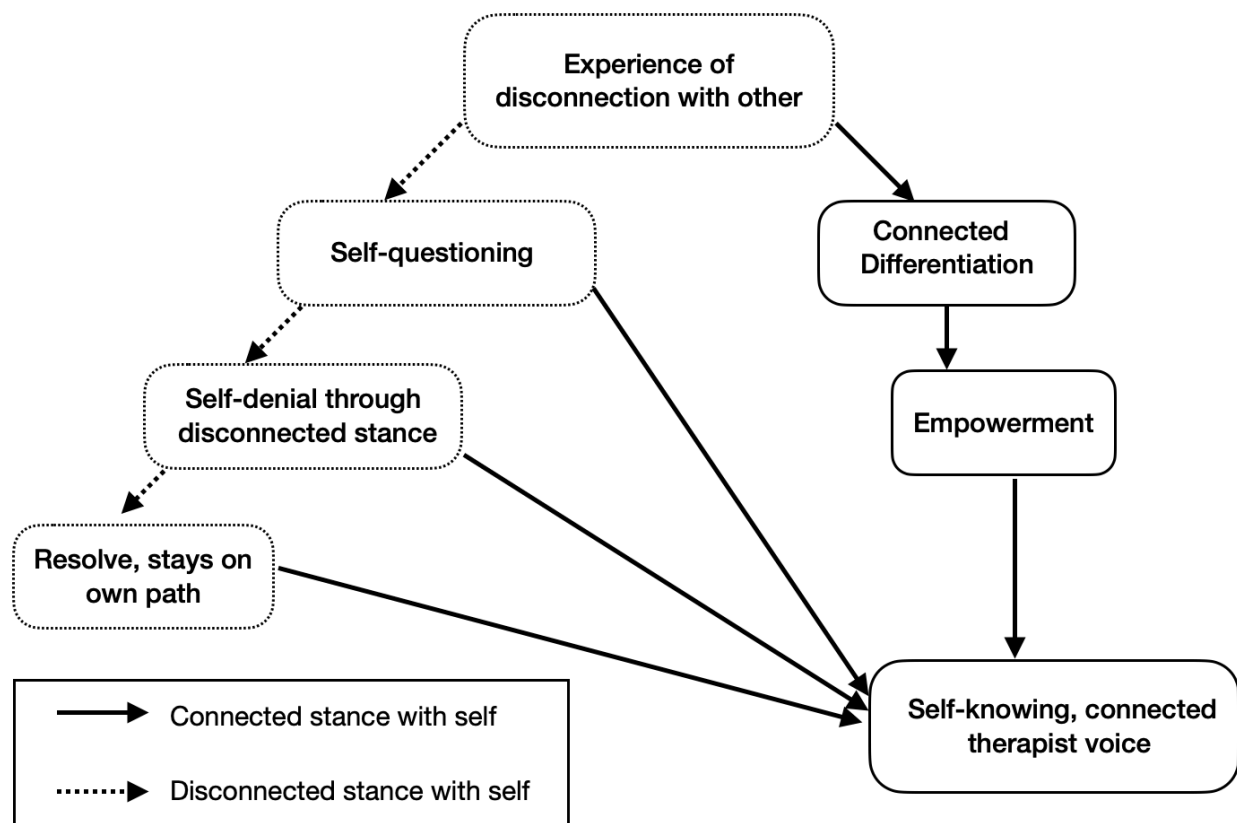 Experience of
disconnection with other
Self-questioning
Connected
Differentiation
Self-denial through
disconnected stance
Empowerment
Resolve, stays on
own path
Self-knowing, connected
therapist voice
Connected stance with self
Disconnected stance with self